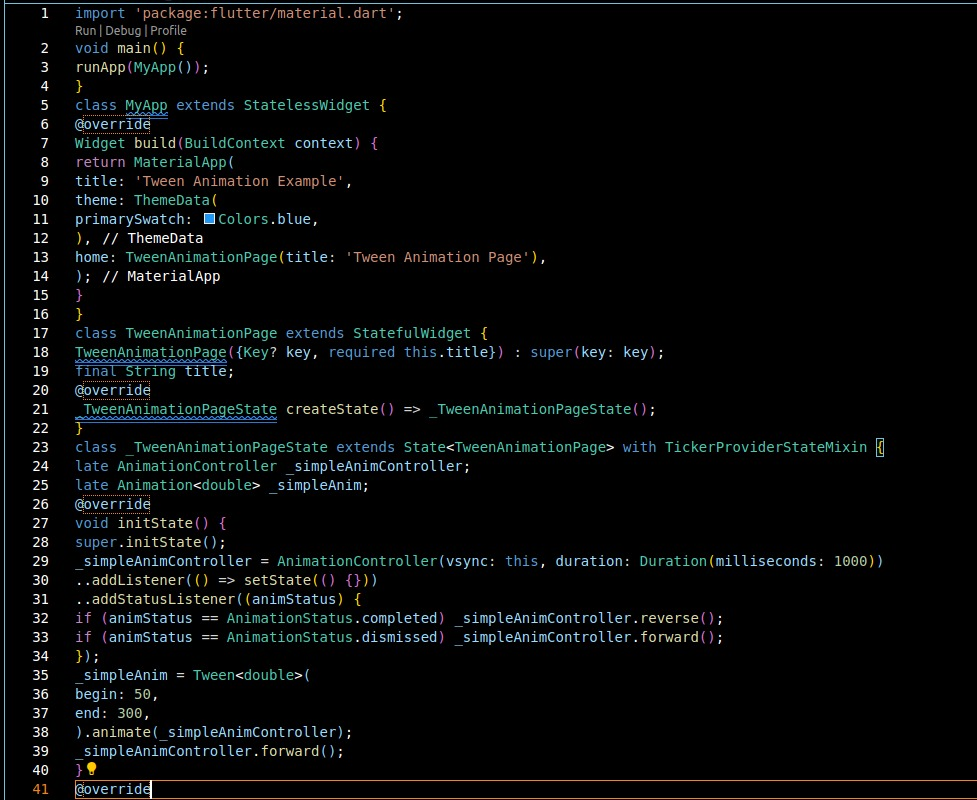 1 import 'package:flutter/material.dart';
Run | Debug | Profile
2 void main() {
3 runApp(MyApp());
4 }
5 class MyApp extends StatelessWidget {
6 @override
7 Widget build(BuildContext context) {
8 return MaterialApp(
9 title: 'Tween Animation Example',
10 theme: ThemeData(
11 primarySwatch: Colors.blue,
12 ), // ThemeData
13 home: TweenAnimationPage(title: 'Tween Animation Page'),
14 ); // MaterialApp
15 }
16 }
17 class TweenAnimationPage extends StatefulWidget {
18 TweenAnimationPage({Key? key, required this.title}) : super(key: key);
19 final String title;
20 @override
21 _TweenAnimationPageState createState() => _TweenAnimationPageState();
22 }
23 class _TweenAnimationPageState extends State<TweenAnimationPage> with TickerProviderStateMixin {
24 late AnimationController _simpleAnimController;
25 late Animation<double> _simpleAnim;
26 @override
27 void initState() {
28 super.initState();
29 _simpleAnimController = AnimationController(vsync: this, duration: Duration(milliseconds: 1000))
30 ..addListener(() => setState(() {}))
31 ..addStatusListener((animStatus) {
32 if (animStatus == AnimationStatus.completed) _simpleAnimController.reverse();
33 if (animStatus == AnimationStatus.dismissed) _simpleAnimController.forward();
34 });
35 _simpleAnim = Tween<double>(
36 begin: 50,
37 end: 300,
38 ).animate(_simpleAnimController);
39 _simpleAnimController.forward();
40 }
41 @override